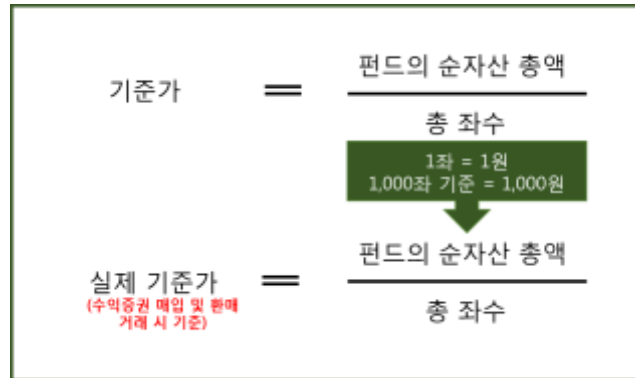 펀드의 순자산 총액
기준가 =
총 좌수
1좌 = 1원
1,000좌 기준 = 1,000원
펀드의 순자산 총액
실제 기준가 =
(수익증권 매입 및 환매
거래 시 기준)
총 좌수